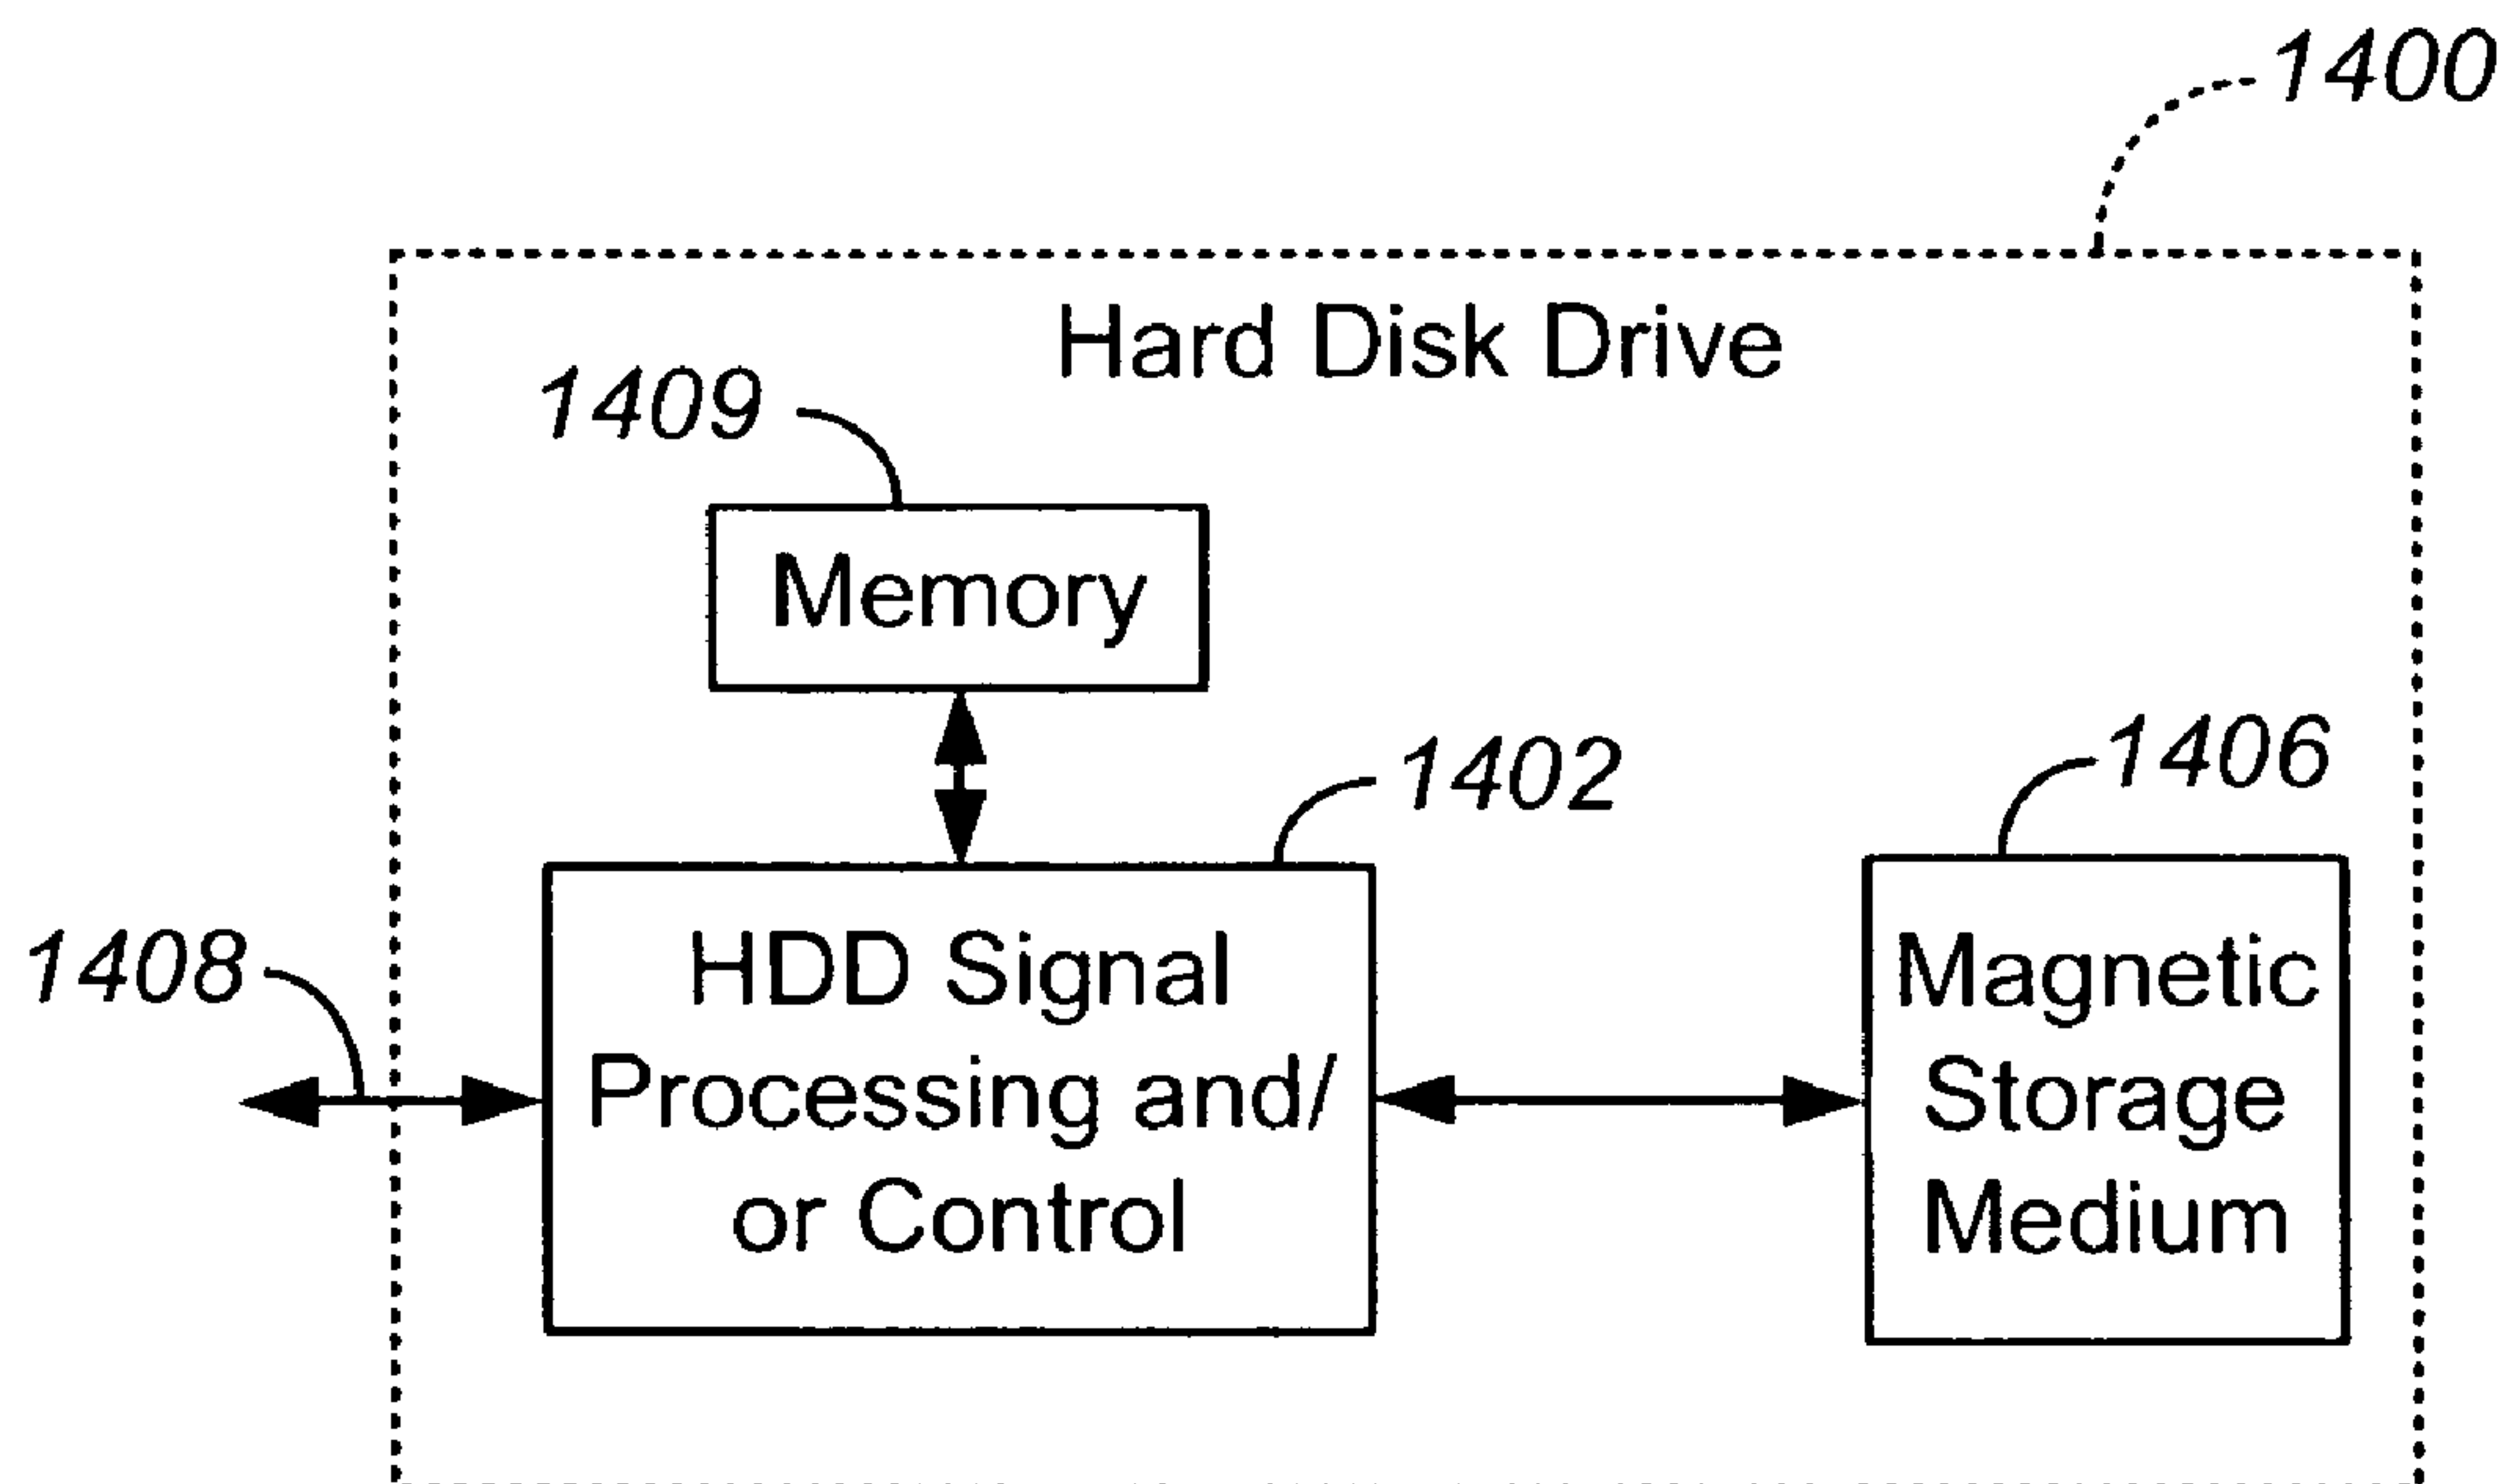 1400
Hard Disk Drive
1409
Memory
1402
1406
1408
HDD Signal
Processing and/
or Control
Magnetic
Storage
Medium